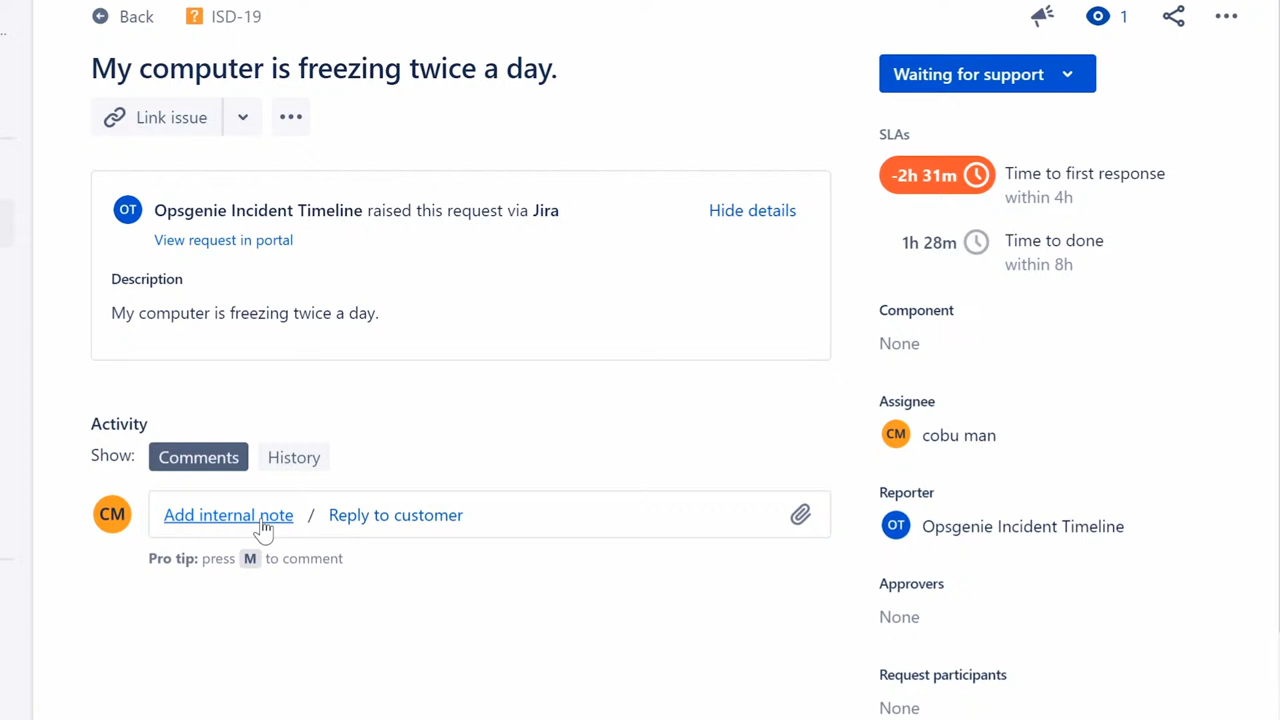 Back
ISD-19
1
My computer is freezing twice a day.
Waiting for support
Link issue
SLAs
-2h 31m
Time to first response
within 4h
OT
Opsgenie Incident Timeline raised this request via Jira
Hide details
View request in portal
1h 28m
Time to done
within 8h
Description
My computer is freezing twice a day.
Component
None
Assignee
CM
cobu man
Activity
Show:
Comments
History
Reporter
OT
Opsgenie Incident Timeline
CM
Add internal note / Reply to customer
Pro tip: press M to comment
Approvers
None
Request participants
None